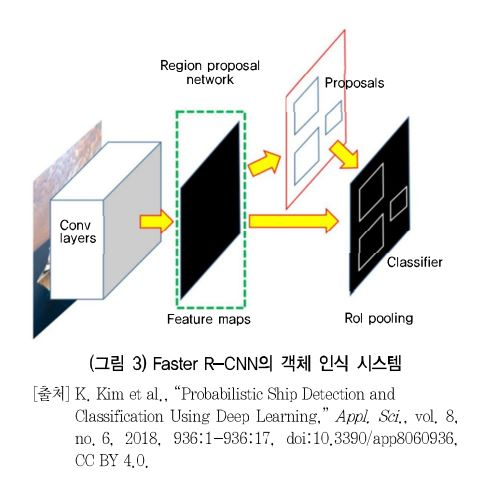 Region proposal
network
Proposals
Conv
layers
Classifier
Feature maps
RoI pooling
(그림 3) Faster R-CNN의 객체 인식 시스템
[출처] K. Kim et al., “Probabilistic Ship Detection and
Classification Using Deep Learning,” Appl. Sci., vol. 8,
no. 6, 2018, 936:1-936:17, doi:10.3390/app8060936,
CC BY 4.0.